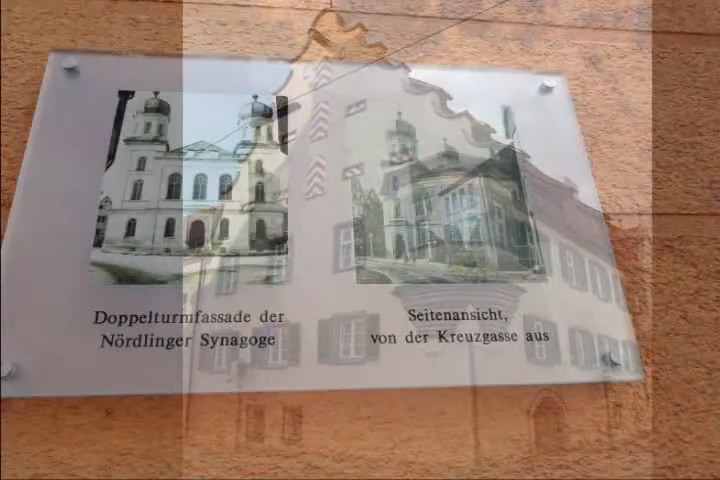 Doppelturmfassade der
Nördlinger Synagoge
Seitenansicht,
von der Kreuzgasse aus